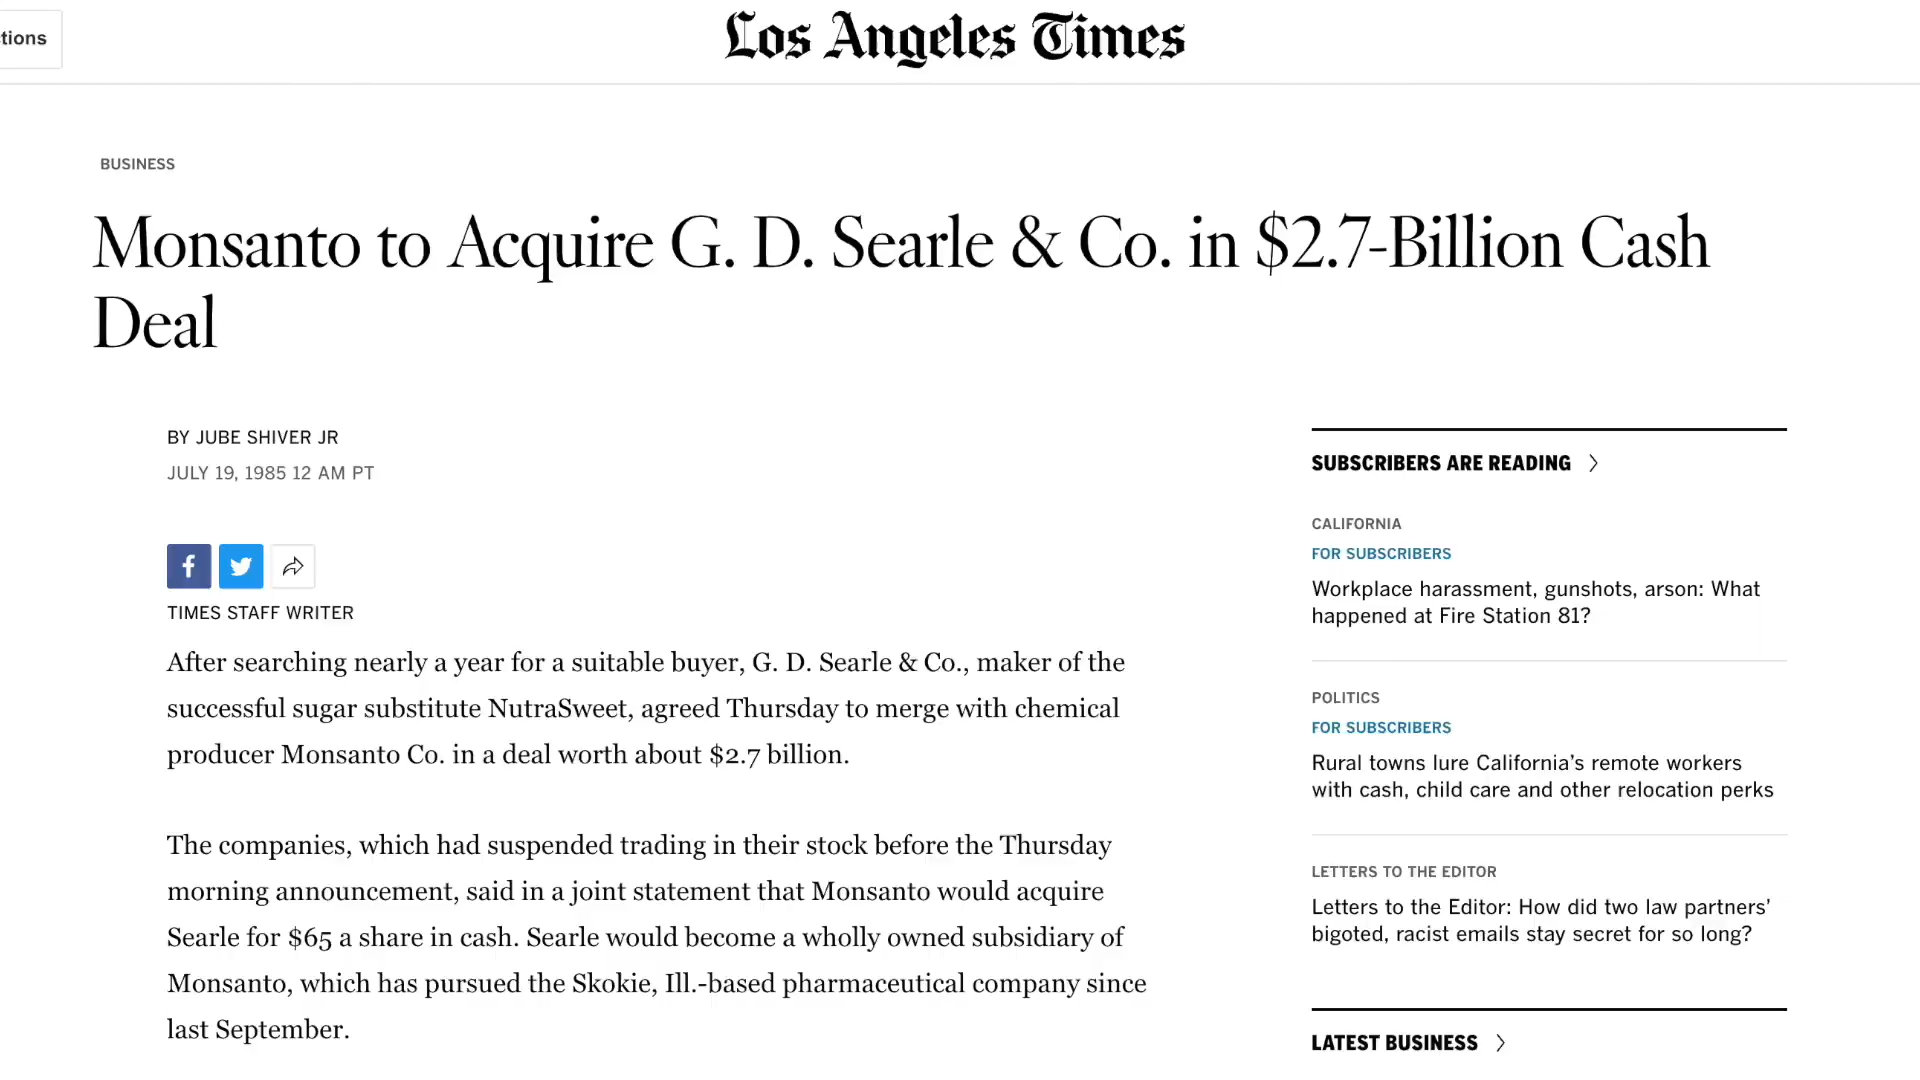 tions
Los Angeles Times
BUSINESS
Monsanto to Acquire G. D. Searle & Co. in $2.7-Billion Cash
Deal
BY JUBE SHIVER JR
JULY 19, 1985 12 AM PT
TIMES STAFF WRITER
After searching nearly a year for a suitable buyer, G. D. Searle & Co., maker of the
successful sugar substitute NutraSweet, agreed Thursday to merge with chemical
producer Monsanto Co. in a deal worth about $2.7 billion.
The companies, which had suspended trading in their stock before the Thursday
morning announcement, said in a joint statement that Monsanto would acquire
Searle for $65 a share in cash. Searle would become a wholly owned subsidiary of
Monsanto, which has pursued the Skokie, Ill.-based pharmaceutical company since
last September.
SUBSCRIBERS ARE READING
CALIFORNIA
FOR SUBSCRIBERS
Workplace harassment, gunshots, arson: What
happened at Fire Station 81?
POLITICS
FOR SUBSCRIBERS
Rural towns lure California’s remote workers
with cash, child care and other relocation perks
LETTERS TO THE EDITOR
Letters to the Editor: How did two law partners’
bigoted, racist emails stay secret for so long?
LATEST BUSINESS